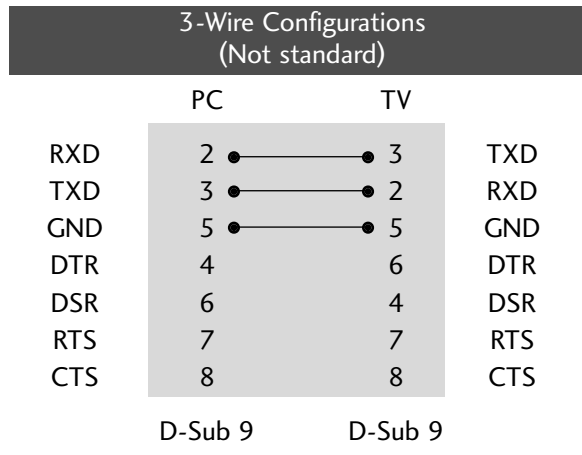 3-Wire Configurations
(Not standard)
PC TV
RXD 2 3 TXD
TXD 3 2 RXD
GND 5 5 GND
DTR 4 6 DTR
DSR 6 4 DSR
RTS 7 7 RTS
CTS 8 8 CTS
D-Sub 9 D-Sub 9